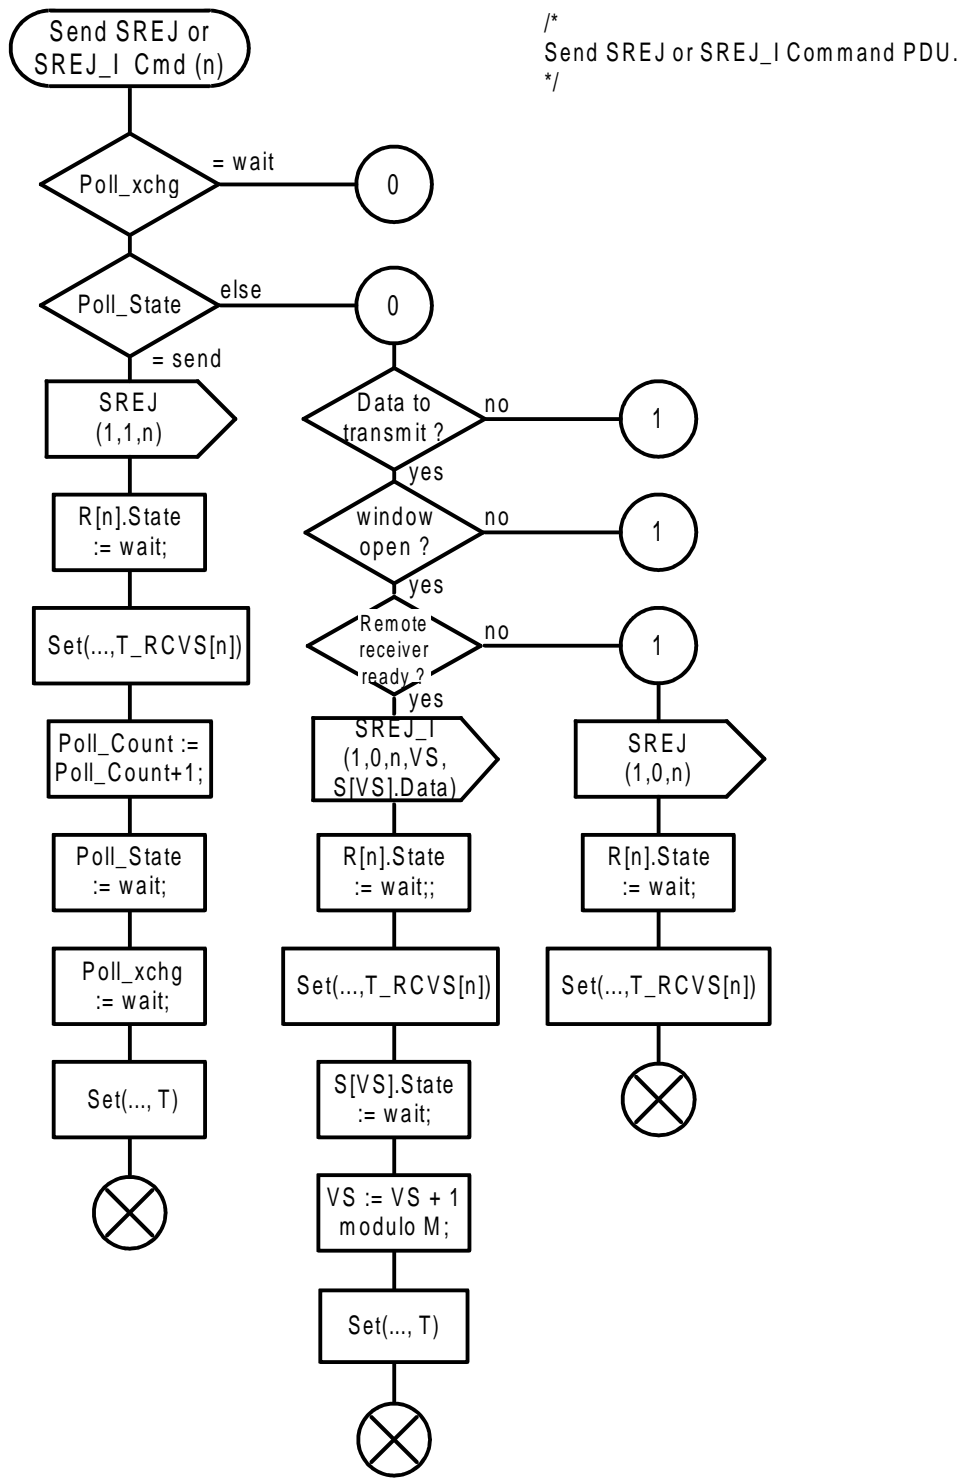 Send SREJ or
SREJ_I Cmd (n)
/*
Send SREJ or SREJ_I Command PDU.
*/
Poll_xchg
= wait
0
Poll_State
else
0
= send
SREJ
(1,1,n)
R[n].State
:= wait;
Set(...,T_RCVS[n])
Poll_Count :=
Poll_Count+1;
Poll_State
:= wait;
Poll_xchg
:= wait;
Set(..., T)
Data to
transmit ?
no
1
yes
window
open ?
no
1
yes
Remote
receiver
ready ?
no
1
yes
SREJ_I
(1,0,n,VS,
S[VS].Data)
R[n].State
:= wait;;
Set(...,T_RCVS[n])
S[VS].State
:= wait;
VS := VS + 1
modulo M;
Set(..., T)
SREJ
(1,0,n)
R[n].State
:= wait;
Set(...,T_RCVS[n])